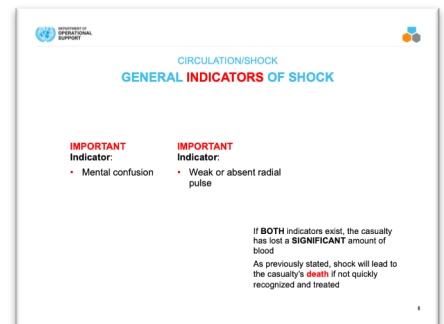 DEPARTMENT OF
OPERATIONAL
SUPPORT
CIRCULATION/SHOCK
GENERAL INDICATORS OF SHOCK
IMPORTANT
Indicator:
• Mental confusion
IMPORTANT
Indicator:
• Weak or absent radial
pulse
If BOTH indicators exist, the casualty
has lost a SIGNIFICANT amount of
blood
As previously stated, shock will lead to
the casualty's death if not quickly
recognized and treated